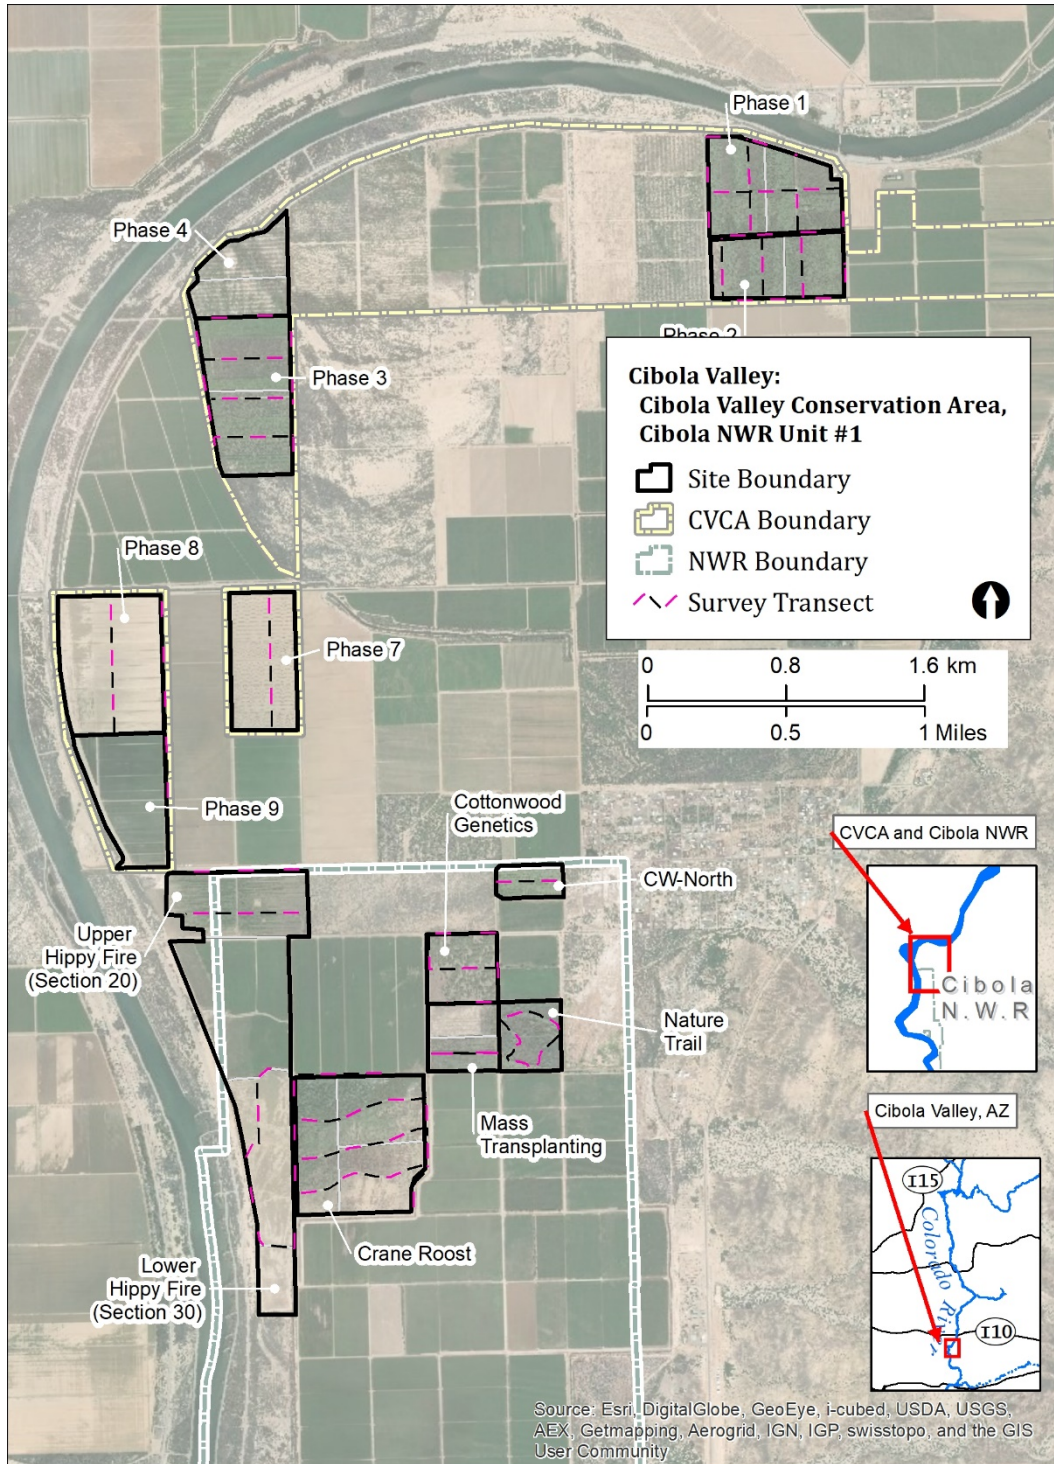 Phase 1
Phase 4
Phase 2
Phase 3
Cibola Valley:
Cibola Valley Conservation Area,
Cibola NWR Unit #1
Site Boundary
CVCA Boundary
NWR Boundary
Survey Transect
Phase 8
Phase 7
0 0.8 1.6 km
0 0.5 1 Miles
Phase 9
Cottonwood
Genetics
CW-North
CVCA and Cibola NWR
Upper
Hippy Fire
(Section 20)
Cibola
N.W.R
Nature
Trail
Mass
Transplanting
Cibola Valley, AZ
Crane Roost
Lower
Hippy Fire
(Section 30)
I15
Colorado
I10
Source: Esri, DigitalGlobe, GeoEye, i-cubed, USDA, USGS,
AEX, Getmapping, Aerogrid, IGN, IGP, swisstopo, and the GIS
User Community